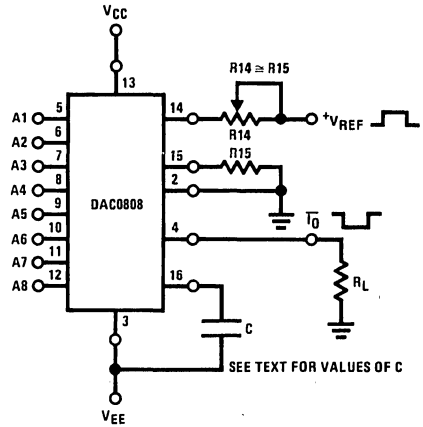 VCC
13
R14 ≅ R15
A1 5
14
R14
+VREF
A2 6
A3 7
15
R15
A4 8
2
DAC0808
A5 9
A6 10
4
IO
A7 11
A8 12
16
RL
C
3
SEE TEXT FOR VALUES OF C
VEE